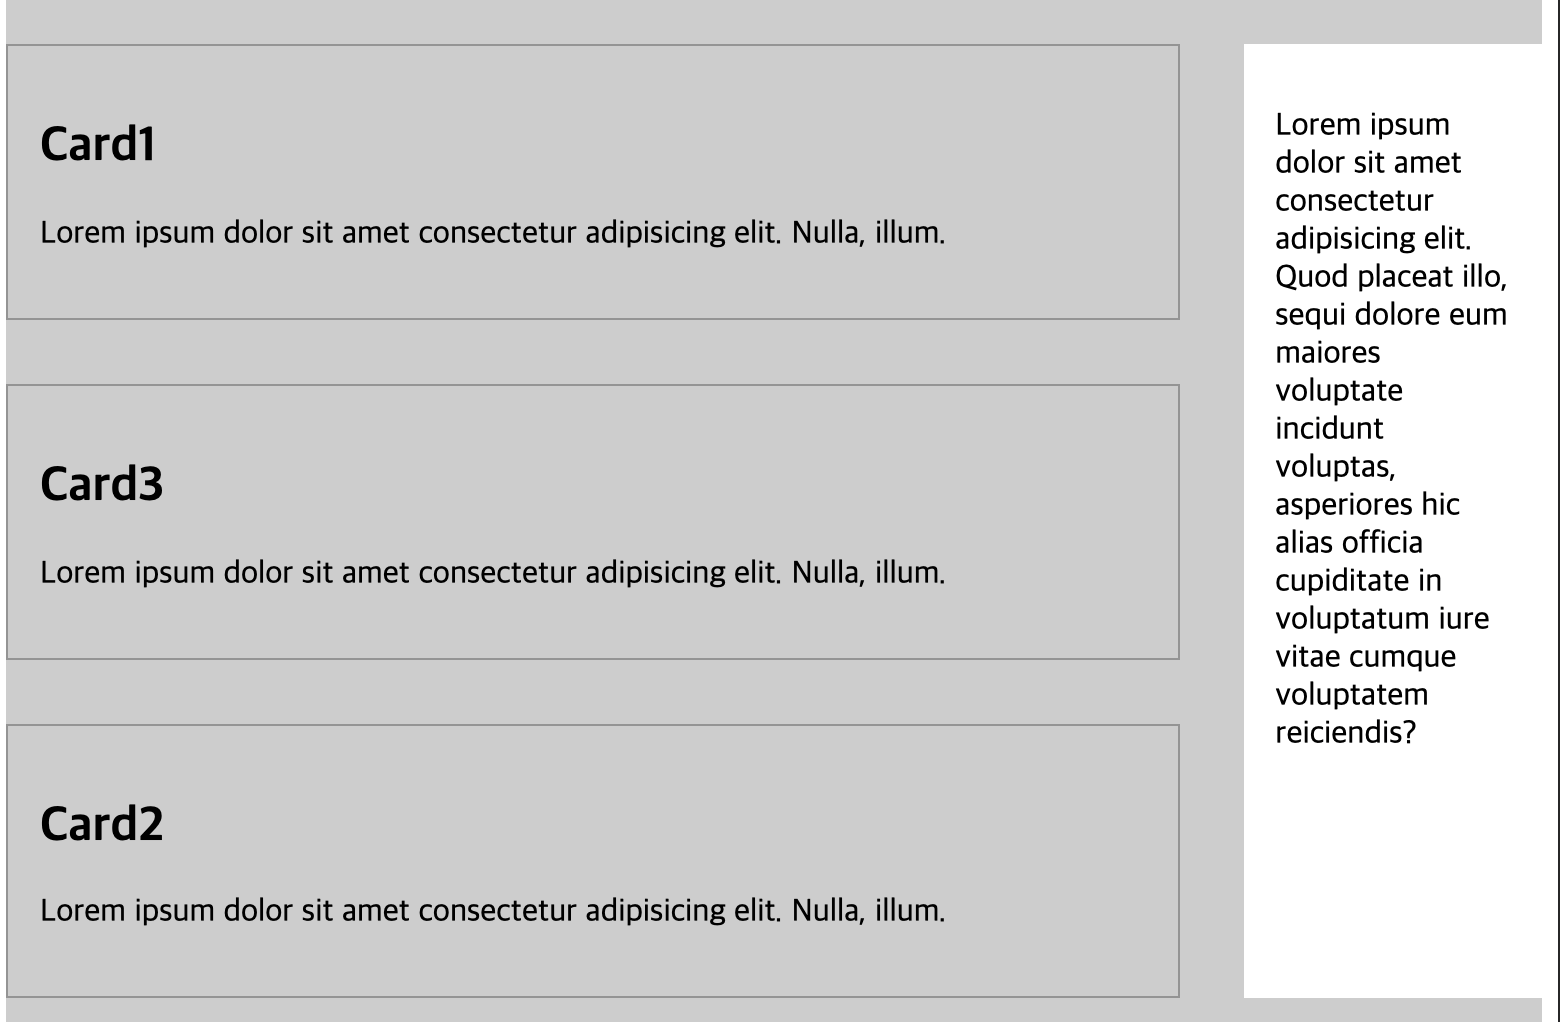 Card1
Lorem ipsum dolor sit amet consectetur adipisicing elit. Nulla, illum.
Card3
Lorem ipsum dolor sit amet consectetur adipisicing elit. Nulla, illum.
Card2
Lorem ipsum dolor sit amet consectetur adipisicing elit. Nulla, illum.
Lorem ipsum
dolor sit amet
consectetur
adipisicing elit.
Quod placeat illo,
sequi dolore eum
maiores
voluptate
incidunt
voluptas,
asperiores hic
alias officia
cupiditate in
voluptatum iure
vitae cumque
voluptatem
reiciendis?